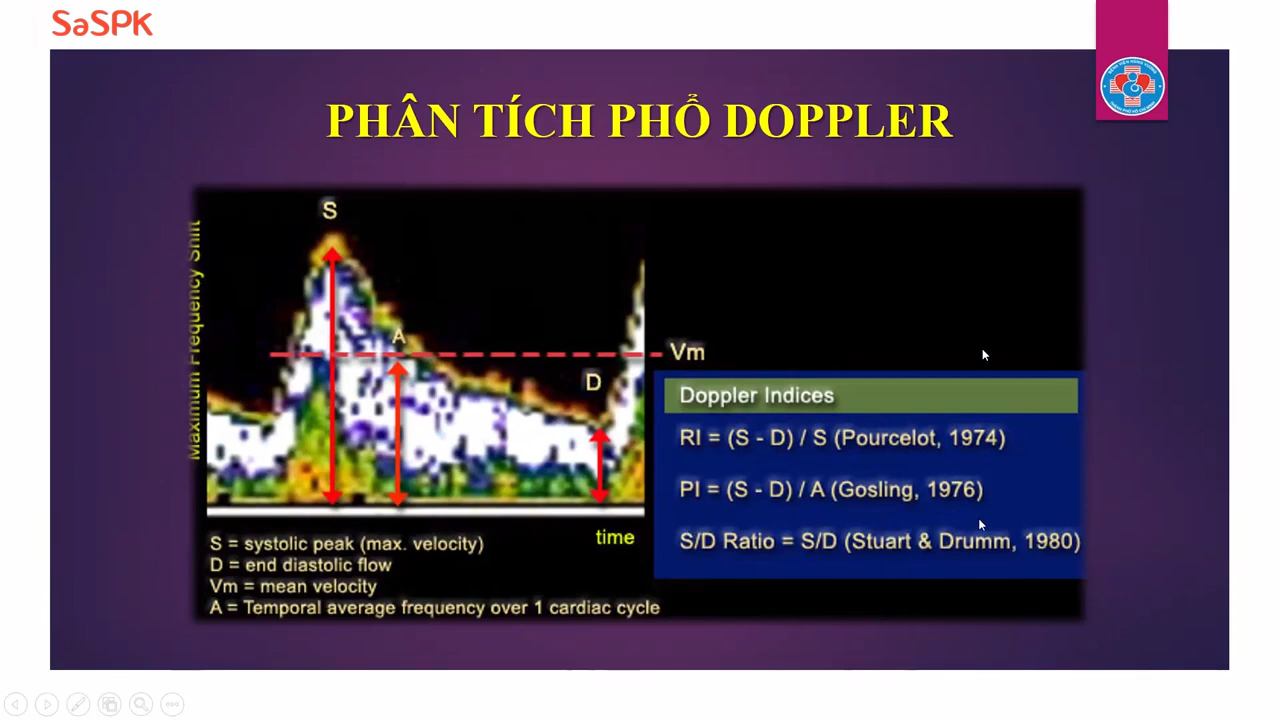 SaSPK
PHÂN TÍCH PHỔ DOPPLER
S
Maximum Frequency Shift
A
Vm
D
Doppler Indices
RI = (S - D) / S (Pourcelot, 1974)
PI = (S - D) / A (Gosling, 1976)
S/D Ratio = S/D (Stuart & Drumm, 1980)
time
S = systolic peak (max. velocity)
D = end diastolic flow
Vm = mean velocity
A = Temporal average frequency over 1 cardiac cycle